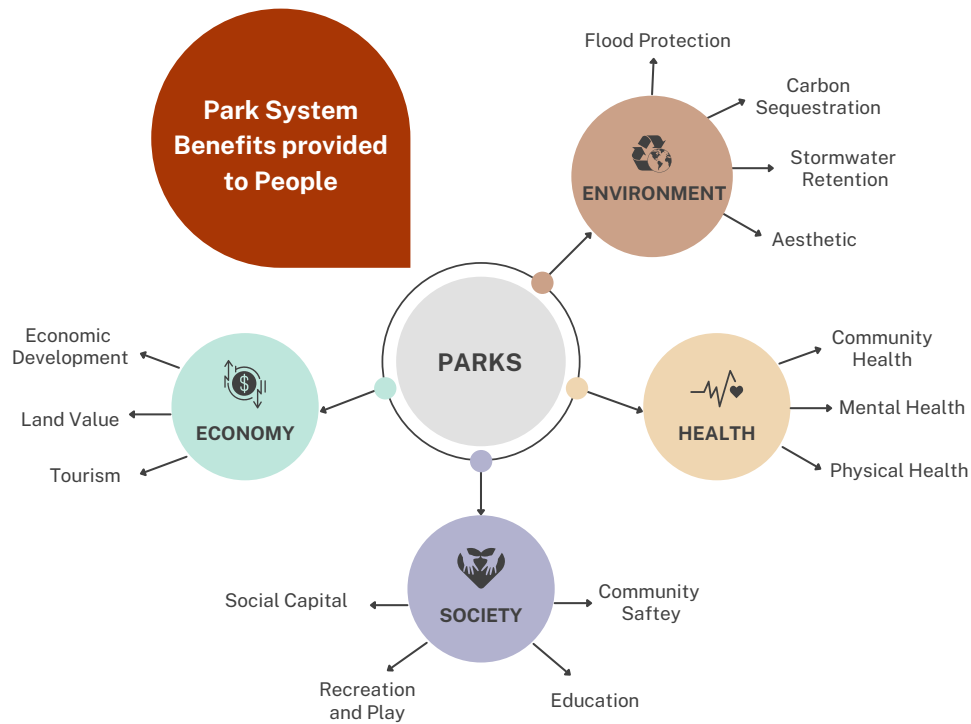 Park System
Benefits provided
to People
Flood Protection
Carbon
Sequestration
Stormwater
Retention
Aesthetic
ENVIRONMENT
PARKS
Economic
Development
Land Value
Tourism
$
ECONOMY
Community
Health
Mental Health
Physical Health
HEALTH
SOCIETY
Social Capital
Recreation
and Play
Education
Community
Saftey